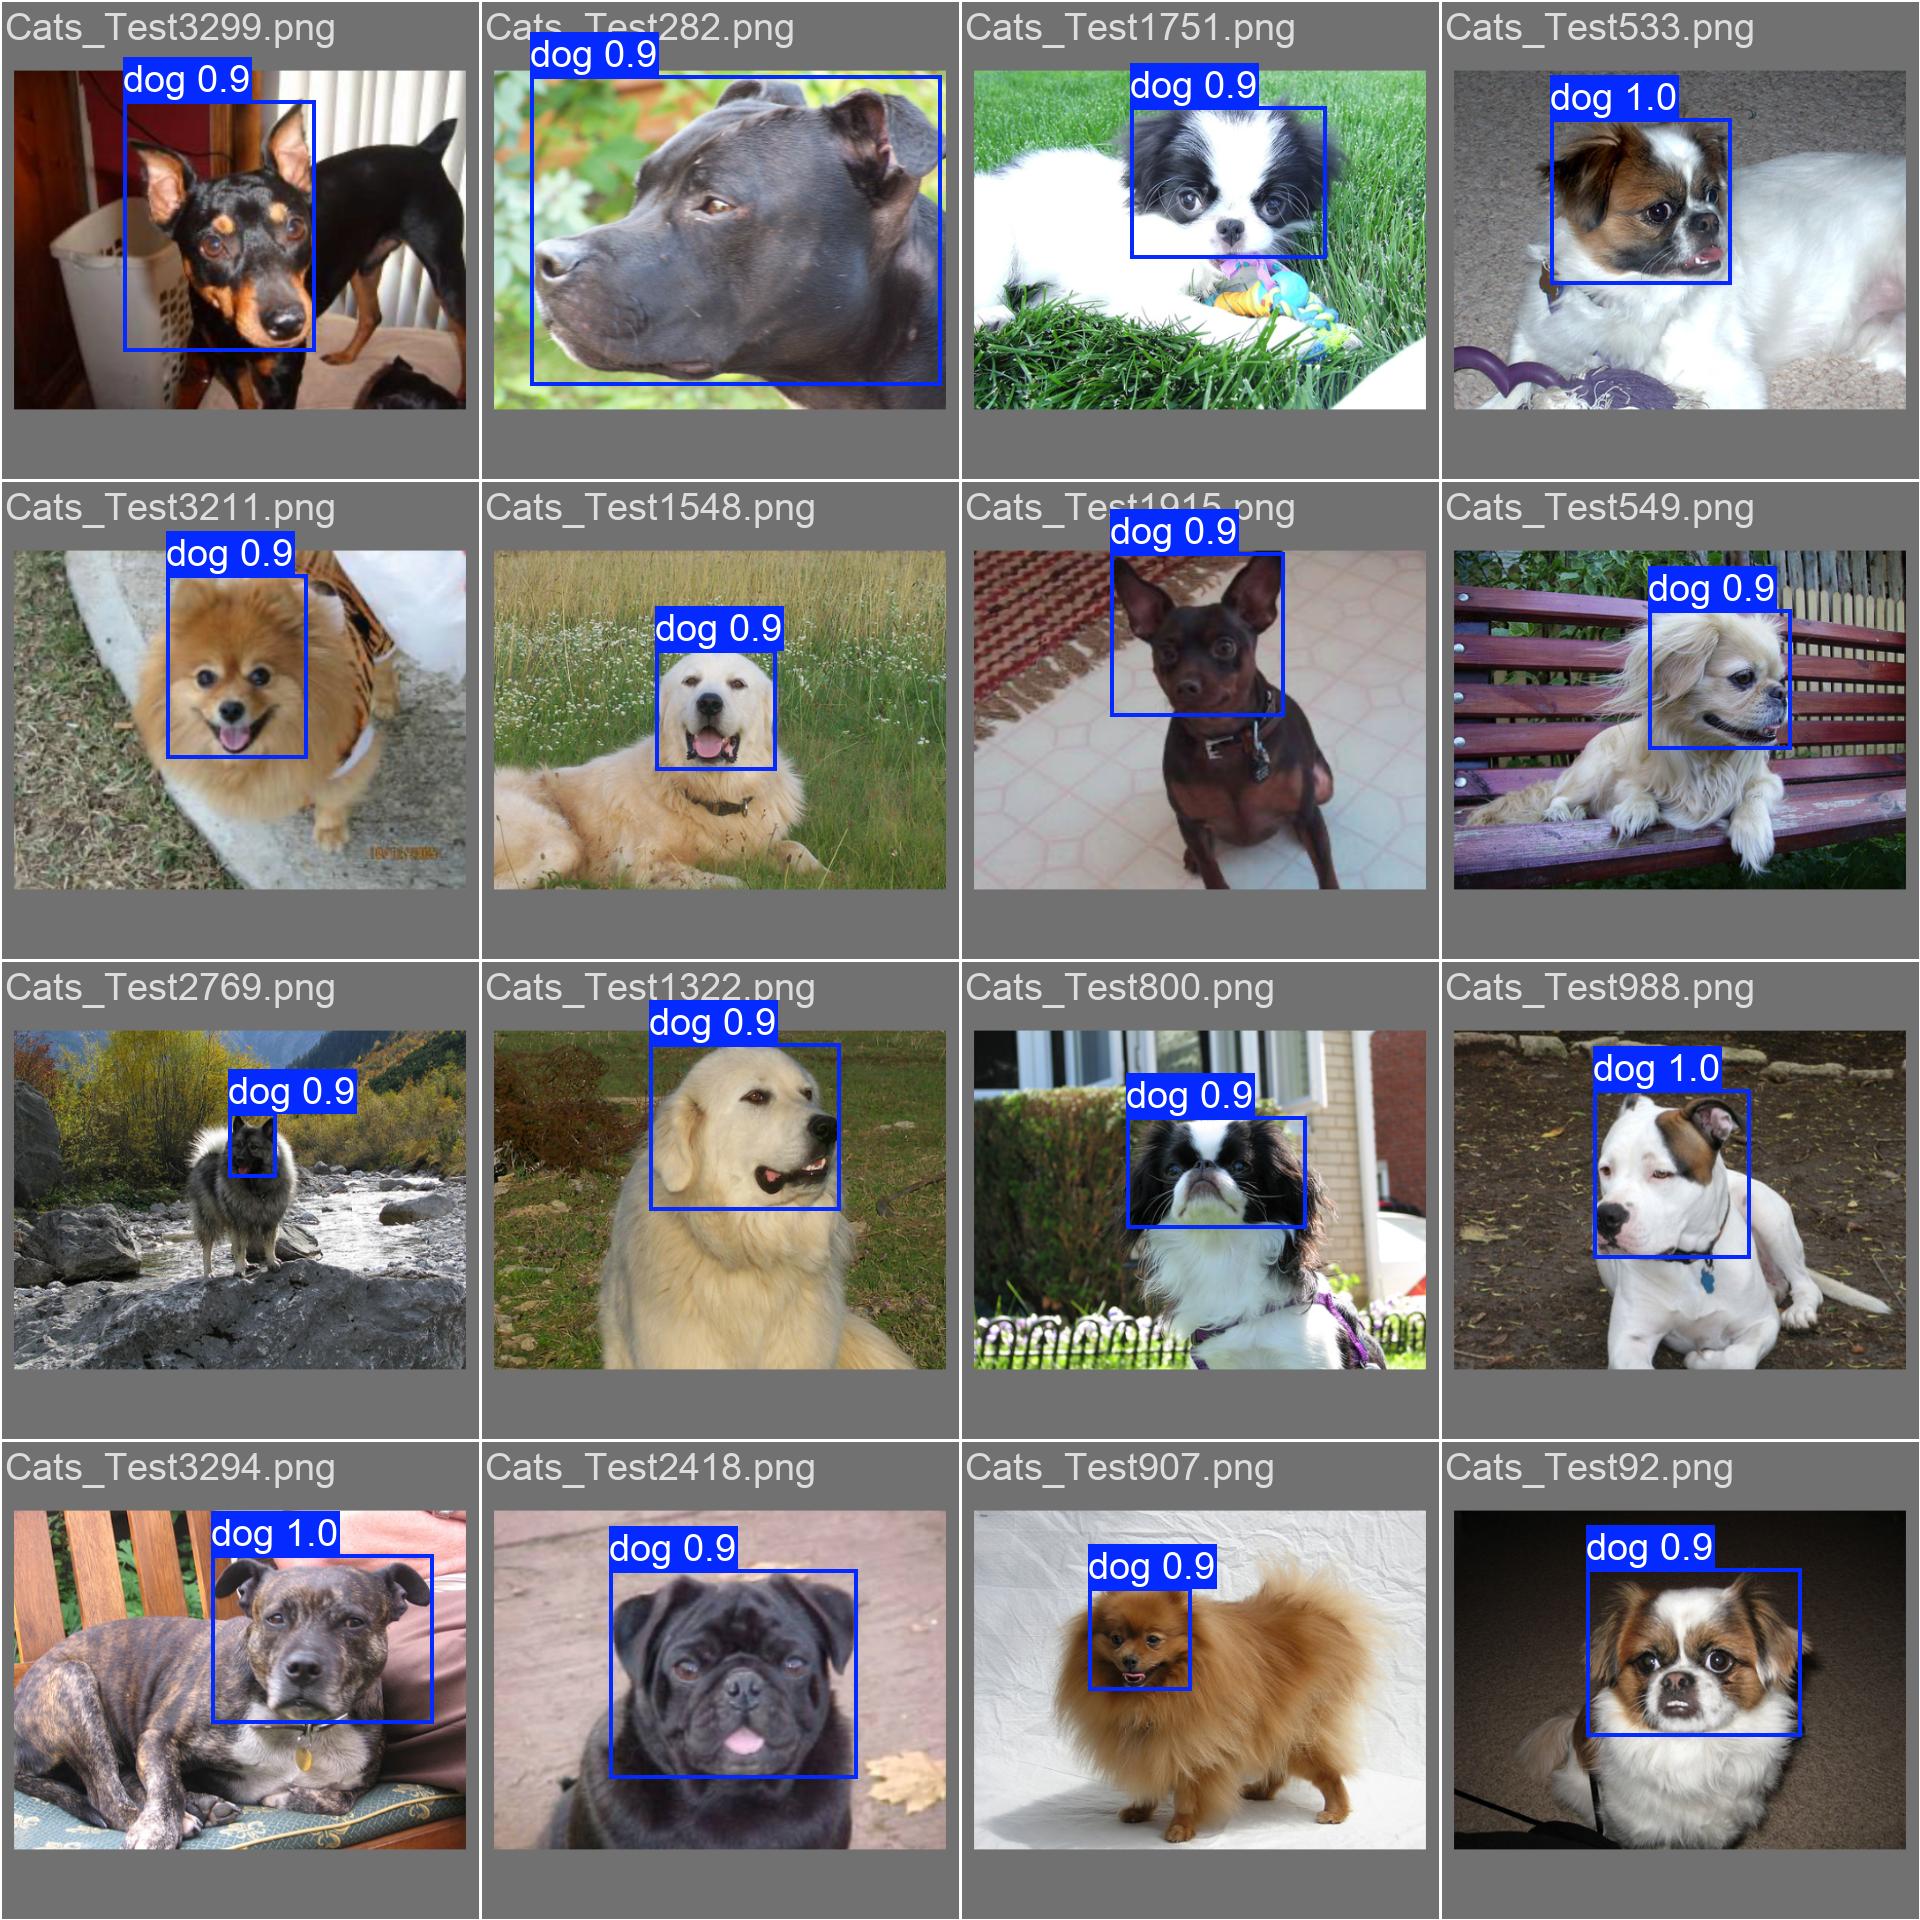 Cats_Test3299.png
dog 0.9
Cats_Test282.png
dog 0.9
Cats_Test1751.png
dog 0.9
Cats_Test533.png
dog 1.0
Cats_Test3211.png
dog 0.9
Cats_Test1548.png
dog 0.9
Cats_Test1915.png
dog 0.9
Cats_Test549.png
dog 0.9
Cats_Test2769.png
dog 0.9
Cats_Test1322.png
dog 0.9
Cats_Test800.png
dog 0.9
Cats_Test988.png
dog 1.0
Cats_Test3294.png
dog 1.0
Cats_Test2418.png
dog 0.9
Cats_Test907.png
dog 0.9
Cats_Test92.png
dog 0.9